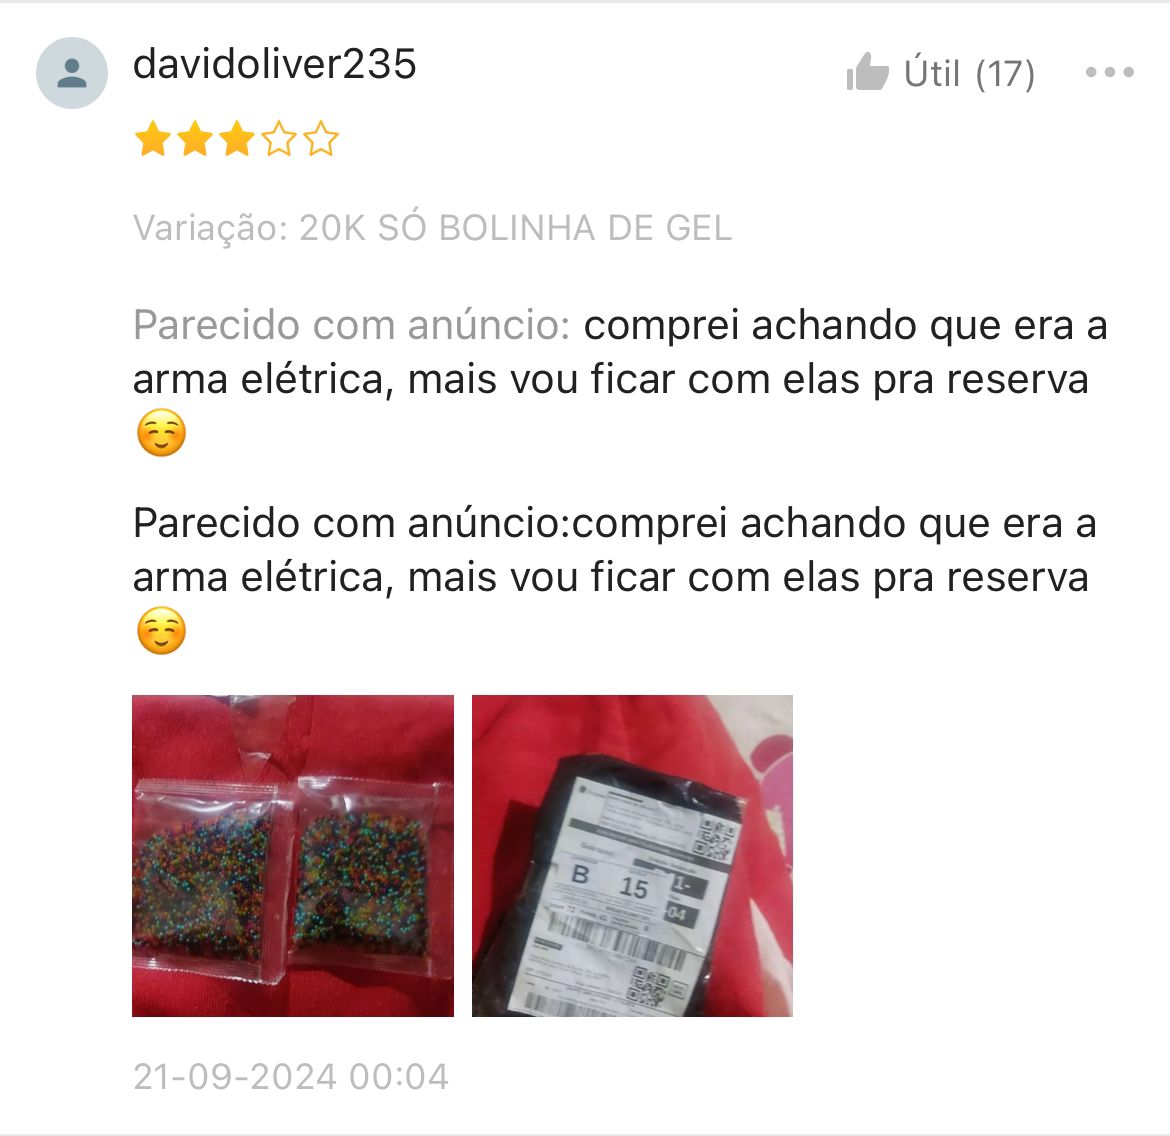 davidoliver235
Útil (17)
Variação: 20K SÓ BOLINHA DE GEL
Parecido com anúncio: comprei achando que era a
arma elétrica, mais vou ficar com elas pra reserva
☺️
Parecido com anúncio:comprei achando que era a
arma elétrica, mais vou ficar com elas pra reserva
☺️
B
15
1-
-04
21-09-2024 00:04